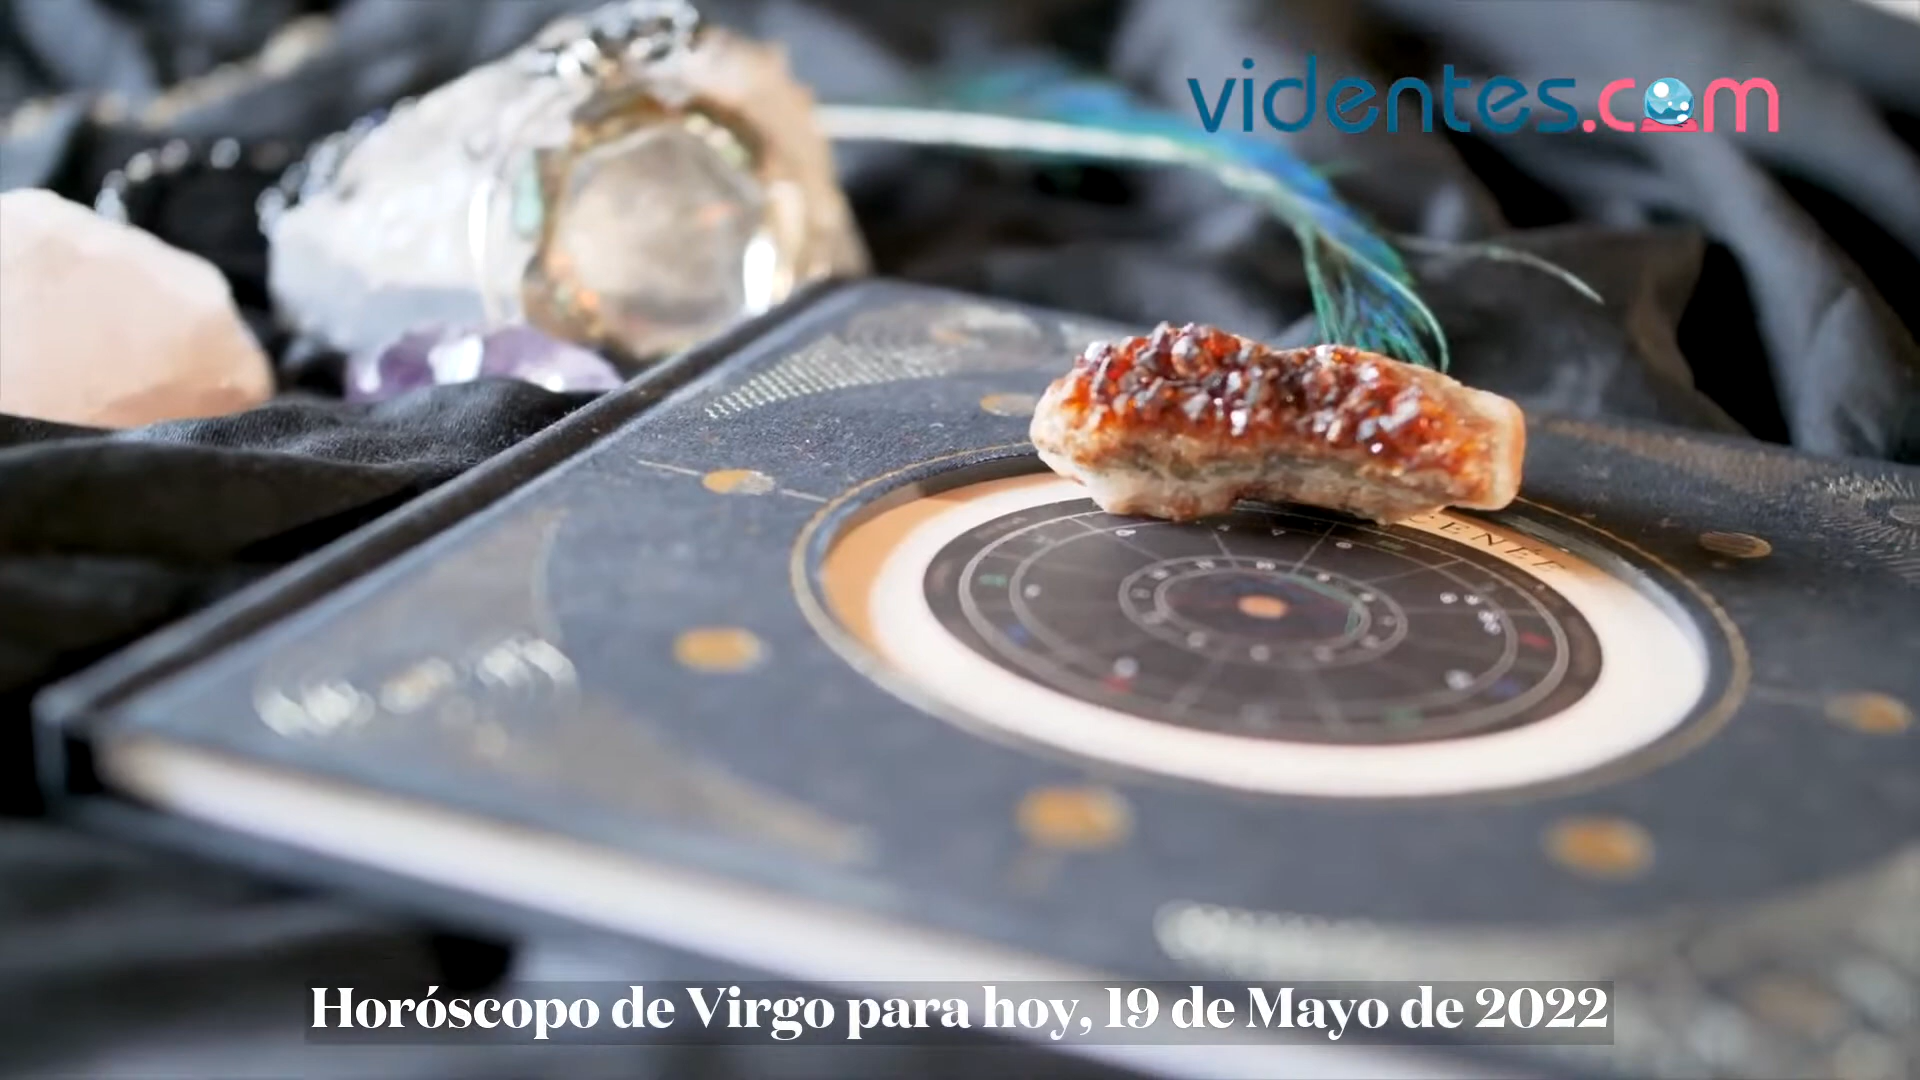 videntes.com
Horóscopo de Virgo para hoy, 19 de Mayo de 2022